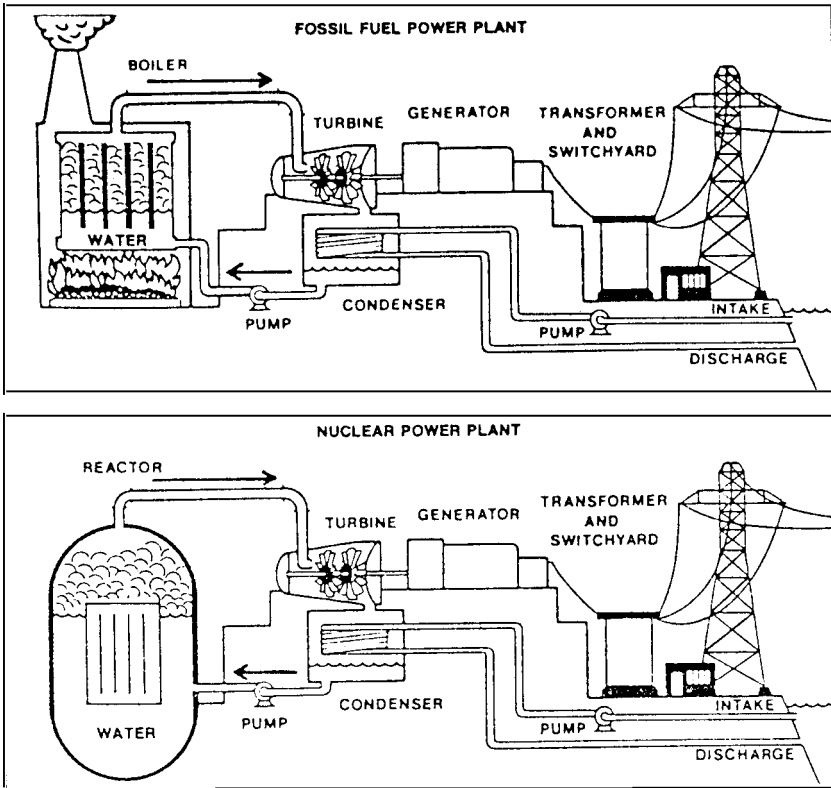 FOSSIL FUEL POWER PLANT
BOILER
TURBINE
GENERATOR
TRANSFORMER
AND
SWITCHYARD
WATER
PUMP
CONDENSER
PUMP
INTAKE
DISCHARGE
NUCLEAR POWER PLANT
REACTOR
TURBINE
GENERATOR
TRANSFORMER
AND
SWITCHYARD
WATER
PUMP
CONDENSER
PUMP
INTAKE
DISCHARGE